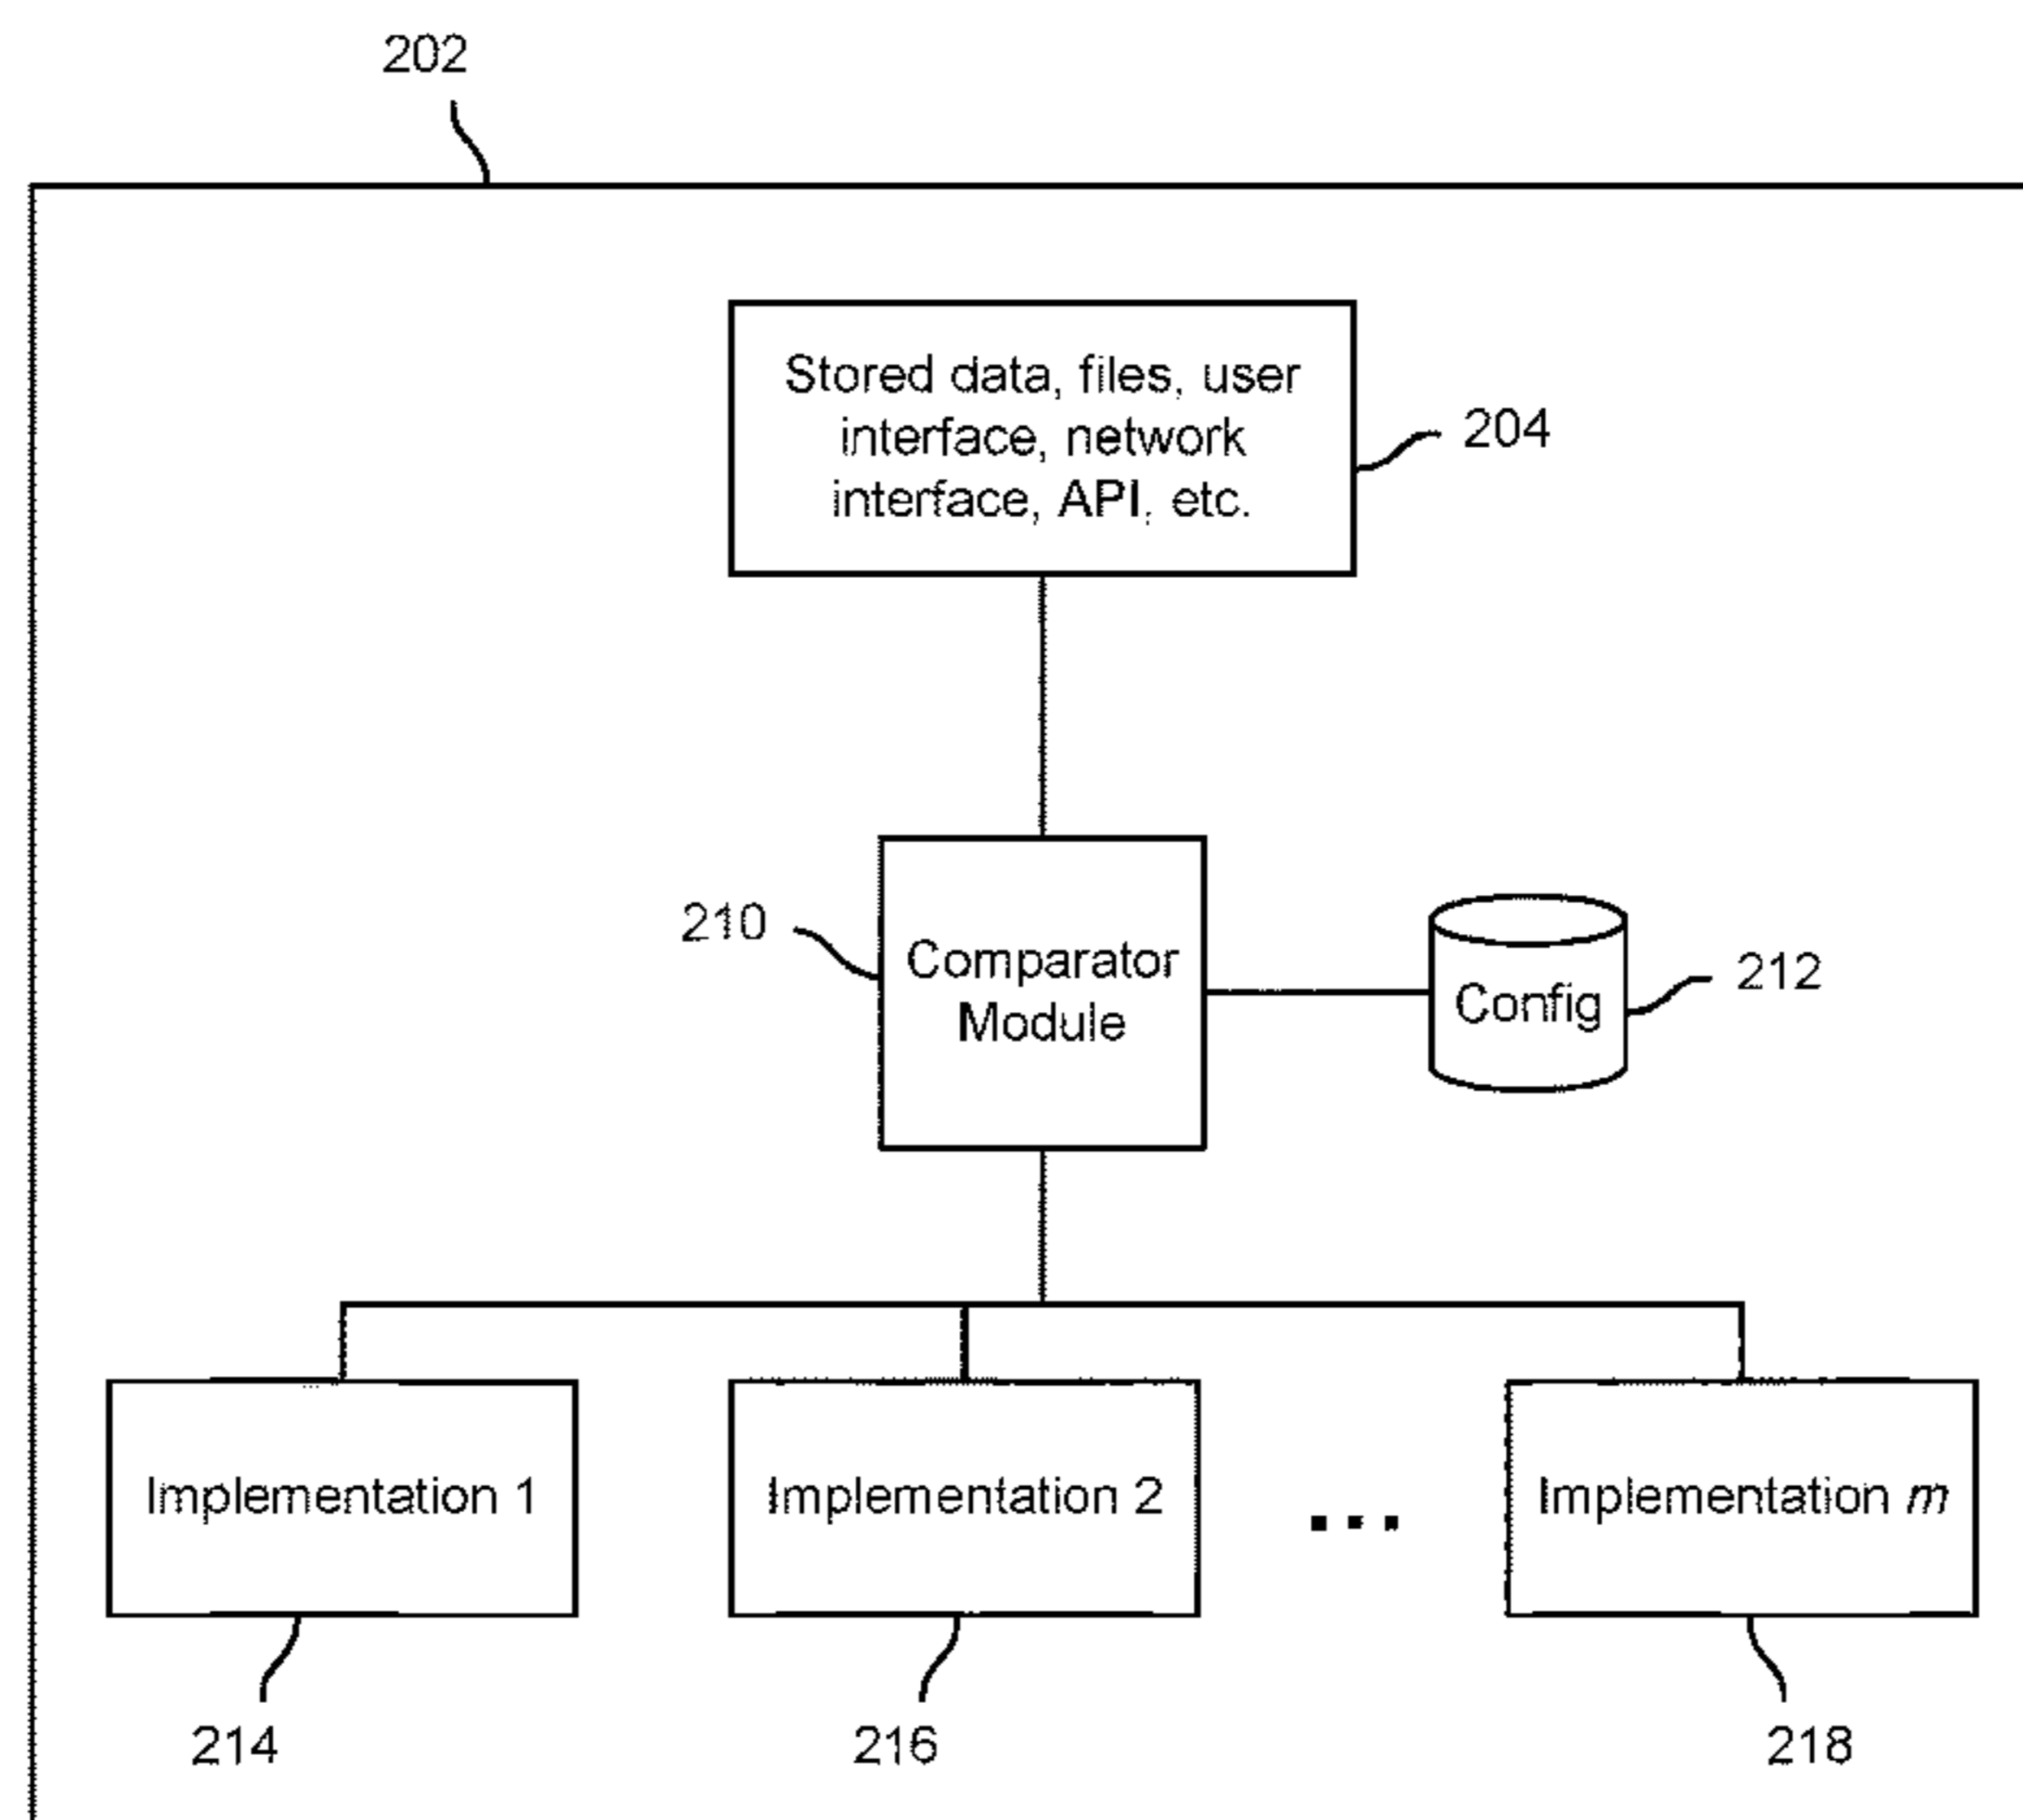 202
Stored data, files, user
interface, network
interface, API, etc.
204
210
Comparator
Module
Config
212
Implementation 1
Implementation 2
...
Implementation m
214
216
218